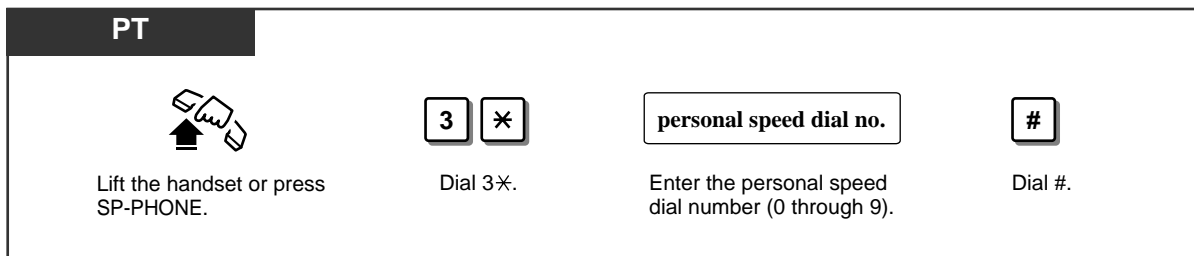 PT
3 ✳ personal speed dial no. #
Lift the handset or press
SP-PHONE.
Dial 3✳.
Enter the personal speed
dial number (0 through 9).
Dial #.